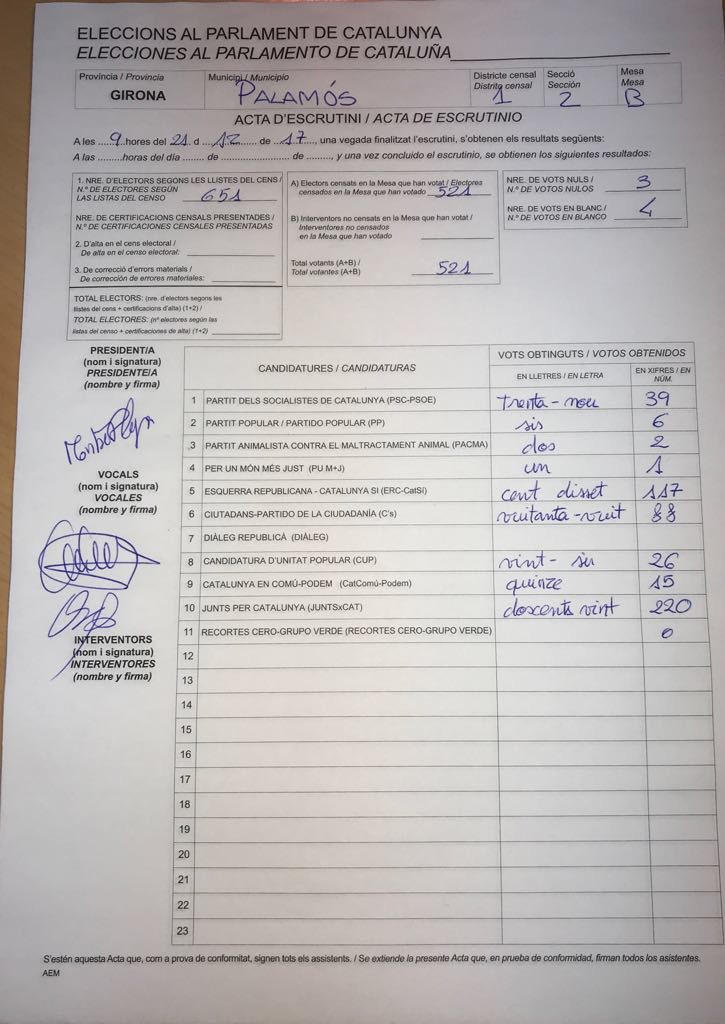 ELECCIONS AL PARLAMENT DE CATALUNYA
ELECCIONES AL PARLAMENTO DE CATALUÑA
Província / Provincia
GIRONA
Municipi / Municipio
PALAMÓS
Districte censal
Distrito censal
1
Secció
Sección
2
Mesa
Mesa
B
ACTA D'ESCRUTINI / ACTA DE ESCRUTINIO
A les ....9.hores del 21. d ...12..... de ..17......, una vegada finalitzat l'escrutini, s'obtenen els resultats següents:
A las .........horas del día ....... de ....................... de ........., y una vez concluido el escrutinio, se obtienen los siguientes resultados:
1. NRE. D'ELECTORS SEGONS LES LLISTES DEL CENS /
N.º DE ELECTORES SEGÚN
LAS LISTAS DEL CENSO 651
NRE. DE CERTIFICACIONS CENSALS PRESENTADES /
N.º DE CERTIFICACIONES CENSALES PRESENTADAS
2. D'alta en el cens electoral /
De alta en el censo electoral:
3. De correcció d'errors materials /
De corrección de errores materiales:
TOTAL ELECTORS: (nre. d'electors segons les
llistes del cens + certificacions d'alta) (1+2) /
TOTAL ELECTORES: (nº electores según las
listas del censo + certificaciones de alta) (1+2)
A) Electors censats en la Mesa que han votat / Electores
censados en la Mesa que han votado 521
B) Interventors no censats en la Mesa que han votat /
Interventores no censados
en la Mesa que han votado
Total votants (A+B) /
Total votantes (A+B) 521
NRE. DE VOTS NULS /
N.º DE VOTOS NULOS 3
NRE. DE VOTS EN BLANC /
N.º DE VOTOS EN BLANCO 4
PRESIDENT/A
(nom i signatura)
PRESIDENTE/A
(nombre y firma)
VOCALS
(nom i signatura)
VOCALES
(nombre y firma)
INTERVENTORS
(nom i signatura)
INTERVENTORES
(nombre y firma)
CANDIDATURES / CANDIDATURAS
VOTS OBTINGUTS / VOTOS OBTENIDOS
EN LLETRES / EN LETRA
EN XIFRES / EN
NÚM.
1 PARTIT DELS SOCIALISTES DE CATALUNYA (PSC-PSOE) trenta-nou 39
2 PARTIT POPULAR / PARTIDO POPULAR (PP) sis 6
3 PARTIT ANIMALISTA CONTRA EL MALTRACTAMENT ANIMAL (PACMA) dos 2
4 PER UN MÓN MÉS JUST (PU M+J) un 1
5 ESQUERRA REPUBLICANA - CATALUNYA SI (ERC-CatSí) cent disset 117
6 CIUTADANS-PARTIDO DE LA CIUDADANÍA (C's) vuitanta-vuit 88
7 DIÀLEG REPUBLICÀ (DIÀLEG)
8 CANDIDATURA D'UNITAT POPULAR (CUP) vint-sis 26
9 CATALUNYA EN COMÚ-PODEM (CatComú-Podem) quinze 15
10 JUNTS PER CATALUNYA (JUNTSxCAT) doscents vint 220
11 RECORTES CERO-GRUPO VERDE (RECORTES CERO-GRUPO VERDE) 0
12
13
14
15
16
17
18
19
20
21
22
23
S'estén aquesta Acta que, com a prova de conformitat, signen tots els assistents. / Se extiende la presente Acta que, en prueba de conformidad, firman todos los asistentes.
AEM